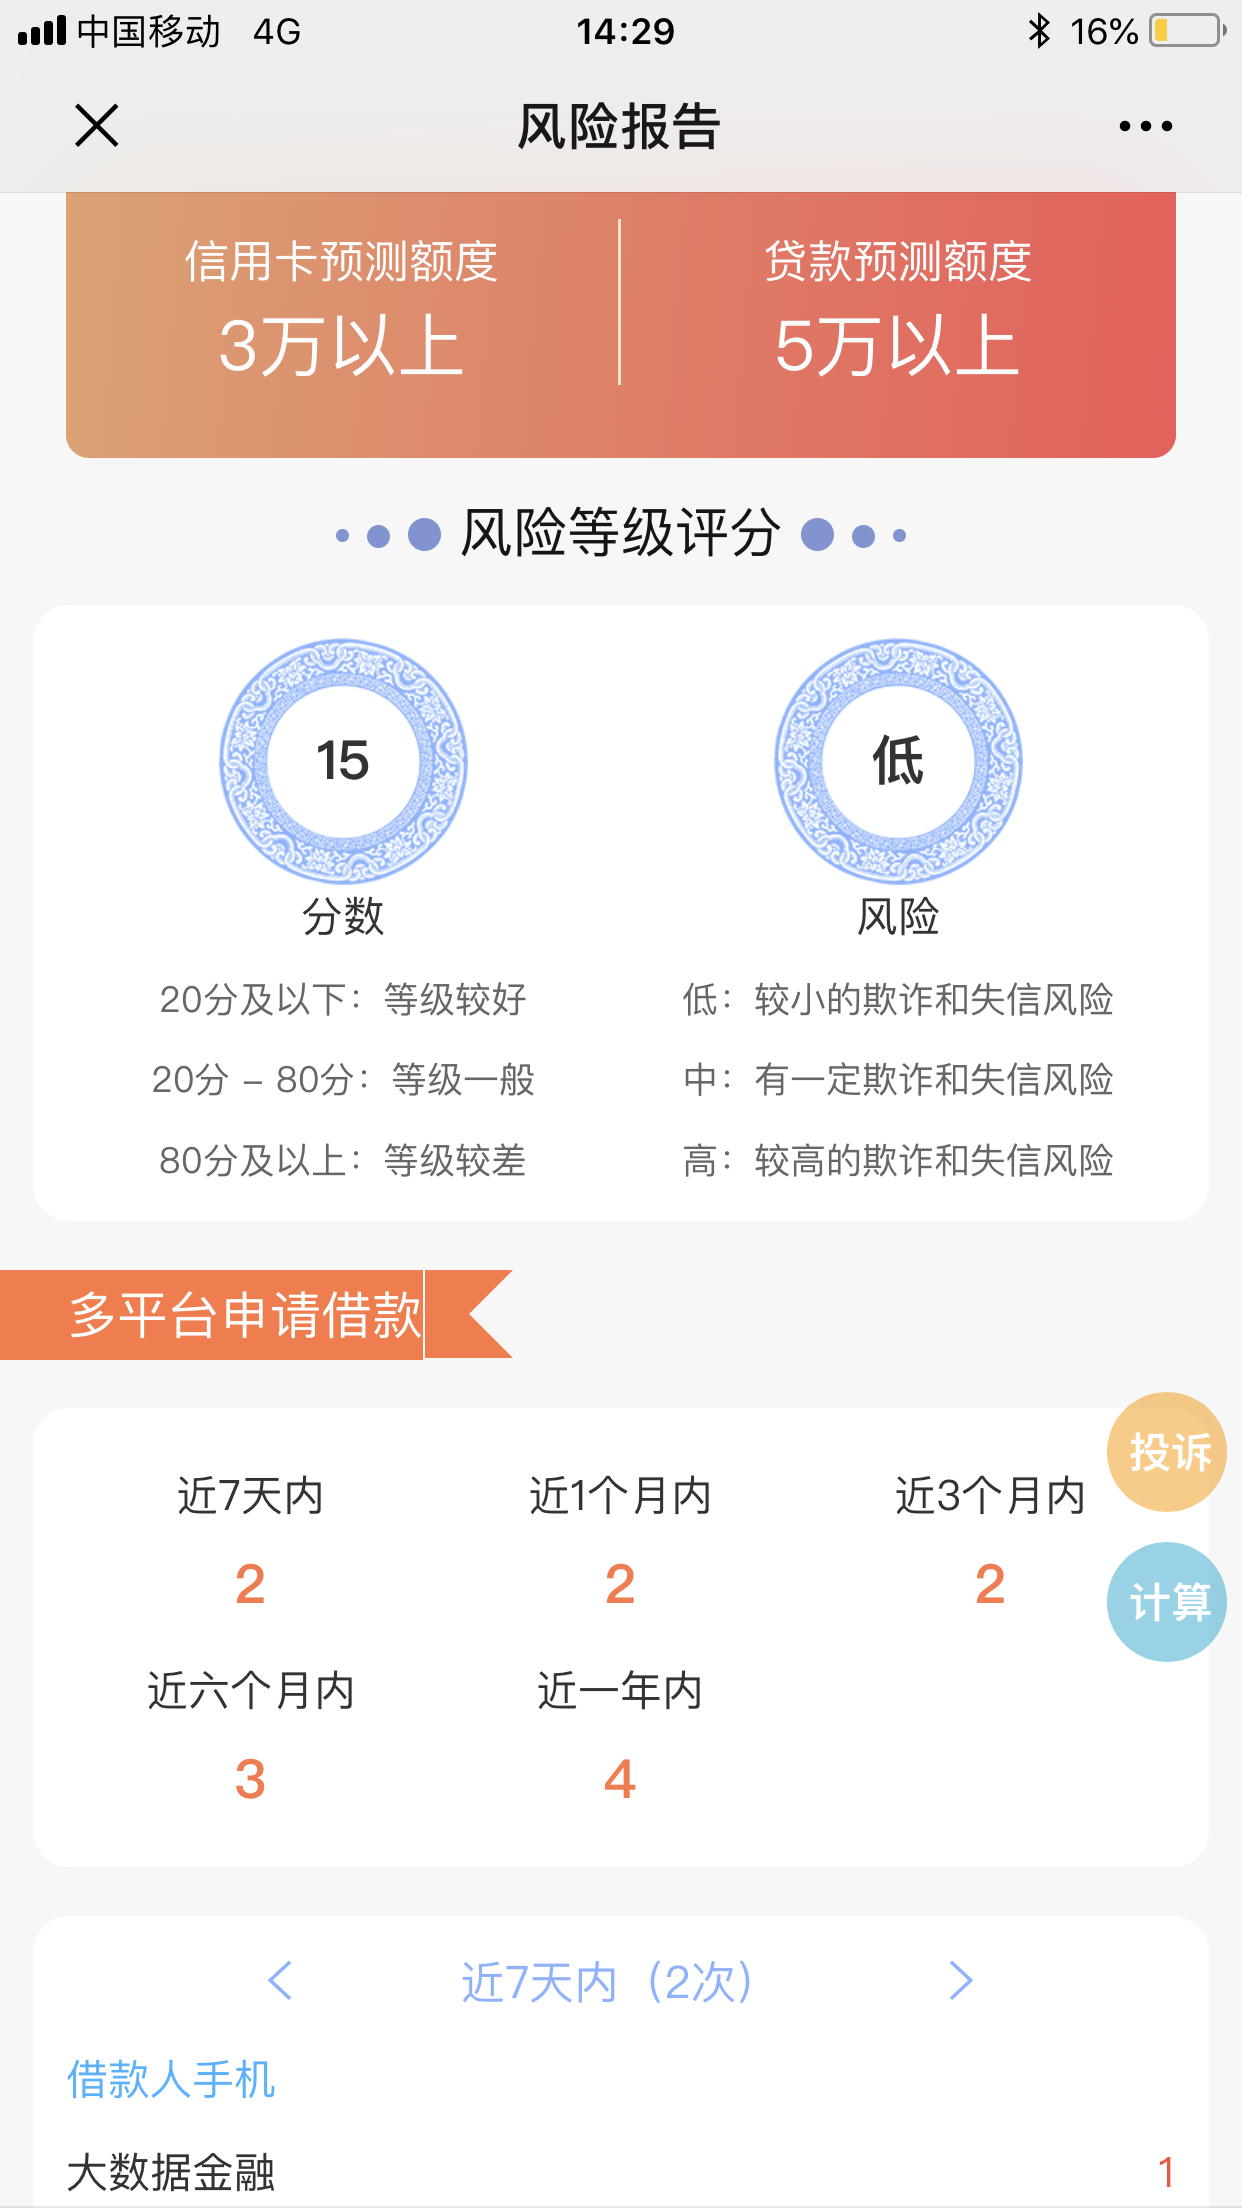 中国移动 4G 14:29 16%
风险报告
信用卡预测额度 贷款预测额度
3万以上 5万以上
风险等级评分
15 低
分数 风险
20分及以下：等级较好 低：较小的欺诈和失信风险
20分 – 80分：等级一般 中：有一定欺诈和失信风险
80分及以上：等级较差 高：较高的欺诈和失信风险
多平台申请借款
投诉
近7天内 近1个月内 近3个月内
2 2 2
计算
近六个月内 近一年内
3 4
近7天内（2次）
借款人手机
大数据金融 1